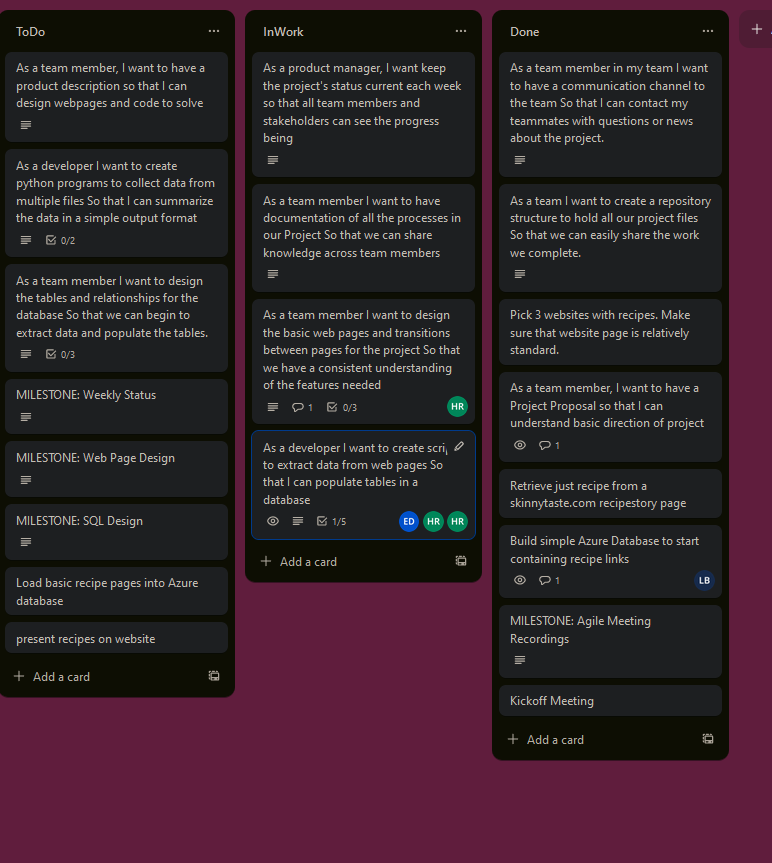 ToDo
As a team member, I want to have a
product description so that I can
design webpages and code to solve
As a developer I want to create
python programs to collect data from
multiple files So that I can summarize
the data in a simple output format
0/2
As a team member I want to design
the tables and relationships for the
database So that we can begin to
extract data and populate the tables.
0/3
MILESTONE: Weekly Status
MILESTONE: Web Page Design
MILESTONE: SQL Design
Load basic recipe pages into Azure
database
present recipes on website
Add a card
InWork
As a product manager, I want keep
the project's status current each week
so that all team members and
stakeholders can see the progress
being
As a team member I want to have
documentation of all the processes in
our Project So that we can share
knowledge across team members
As a team member I want to design
the basic web pages and transitions
between pages for the project So that
we have a consistent understanding
of the features needed
1 0/3 HR
As a developer I want to create
to extract data from web pages So
that I can populate tables in a
database
1/5 ED HR HR
Add a card
Done
As a team member in my team I want
to have a communication channel to
the team So that I can contact my
teammates with questions or news
about the project.
As a team I want to create a repository
structure to hold all our project files
So that we can easily share the work
we complete.
Pick 3 websites with recipes. Make
sure that website page is relatively
standard.
As a team member, I want to have a
Project Proposal so that I can
understand basic direction of project
1
Retrieve just recipe from a
skinnytaste.com recipestory page
Build simple Azure Database to start
containing recipe links
1 LB
MILESTONE: Agile Meeting
Recordings
Kickoff Meeting
Add a card